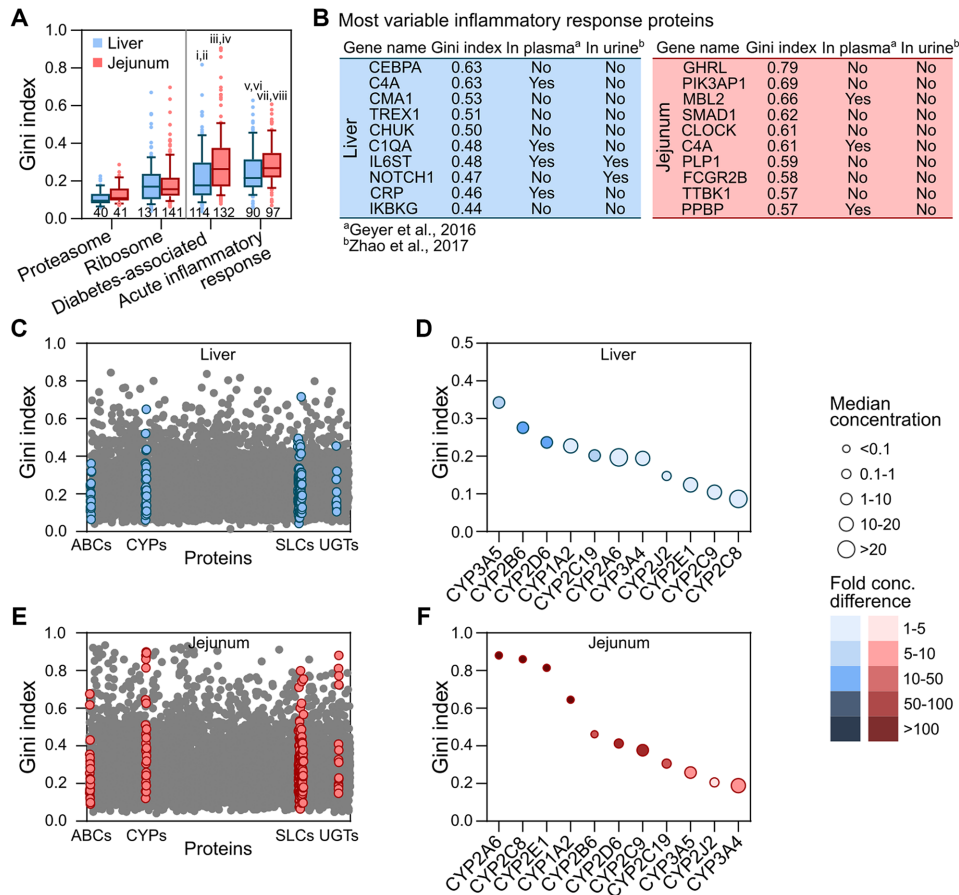 A
Gini index
1.0
0.8
0.6
0.4
0.2
0.0
Liver
Jejunum
i,ii
iii,iv
v,vi
vii,viii
40 41 131 141 114 132 90 97
Proteasome
Ribosome
Diabetes-associated
Acute inflammatory
response
B Most variable inflammatory response proteins
Liver
Gene name Gini index In plasmaa In urineb
CEBPA 0.63 No No
C4A 0.63 Yes No
CMA1 0.53 No No
TREX1 0.51 No No
CHUK 0.50 No No
C1QA 0.48 Yes No
IL6ST 0.48 Yes Yes
NOTCH1 0.47 No Yes
CRP 0.46 Yes No
IKBKG 0.44 No No
Jejunum
Gene name Gini index In plasmaa In urineb
GHRL 0.79 No No
PIK3AP1 0.69 No No
MBL2 0.66 Yes No
SMAD1 0.62 No No
CLOCK 0.61 No No
C4A 0.61 Yes No
PLP1 0.59 No No
FCGR2B 0.58 No No
TTBK1 0.57 No No
PPBP 0.57 Yes No
aGeyer et al., 2016
bZhao et al., 2017
C
Liver
Gini index
1.0
0.8
0.6
0.4
0.2
0.0
ABCs CYPs SLCs UGTs
Proteins
D
Liver
Gini index
0.5
0.4
0.3
0.2
0.1
0.0
CYP3A5
CYP2B6
CYP2D6
CYP1A2
CYP2C19
CYP2A6
CYP3A4
CYP2J2
CYP2E1
CYP2C9
CYP2C8
Median
concentration
<0.1
0.1-1
1-10
10-20
>20
Fold conc.
difference
1-5
5-10
10-50
50-100
>100
E
Jejunum
Gini index
1.0
0.8
0.6
0.4
0.2
0.0
ABCs CYPs SLCs UGTs
Proteins
F
Jejunum
Gini index
1.0
0.8
0.6
0.4
0.2
0.0
CYP2A6
CYP2C8
CYP2E1
CYP1A2
CYP2B6
CYP2D6
CYP2C9
CYP2C19
CYP3A5
CYP2J2
CYP3A4